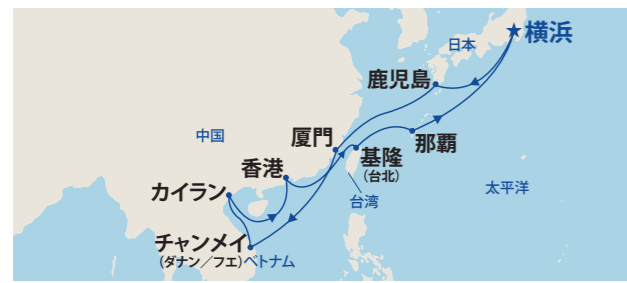 横浜
日本
鹿児島
中国
厦門
那覇
基隆
(台北)
香港
太平洋
カイラン
台湾
チャンメイ
(ダナン／フエ)
ベトナム